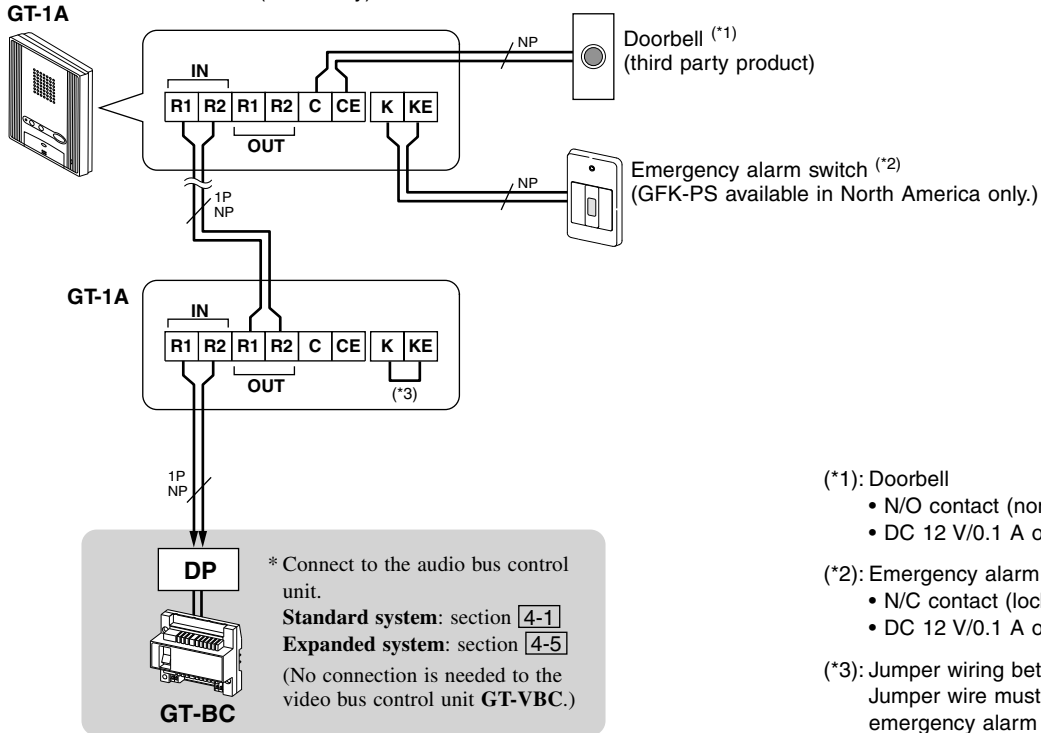 GT-1A
NP
Doorbell (*1)
(third party product)
IN
R1 R2 R1 R2 C CE K KE
OUT
Emergency alarm switch (*2)
(GFK-PS available in North America only.)
NP
1P
NP
GT-1A
IN
R1 R2 R1 R2 C CE K KE
OUT
(*3)
1P
NP
DP
GT-BC
* Connect to the audio bus control
unit.
Standard system: section 4-1
Expanded system: section 4-5
(No connection is needed to the
video bus control unit GT-VBC.)
(*1): Doorbell
• N/O contact
• DC 12 V/0.1 A
(*2): Emergency alarm
• N/C contact
• DC 12 V/0.1 A
(*3): Jumper wiring
Jumper wire must
emergency alarm